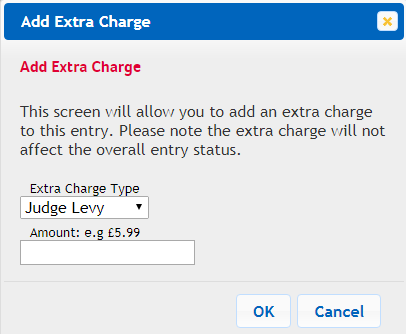 Add Extra Charge
Add Extra Charge
This screen will allow you to add an extra charge
to this entry. Please note the extra charge will not
affect the overall entry status.
Extra Charge Type
Judge Levy
Amount: e.g £5.99
OK Cancel